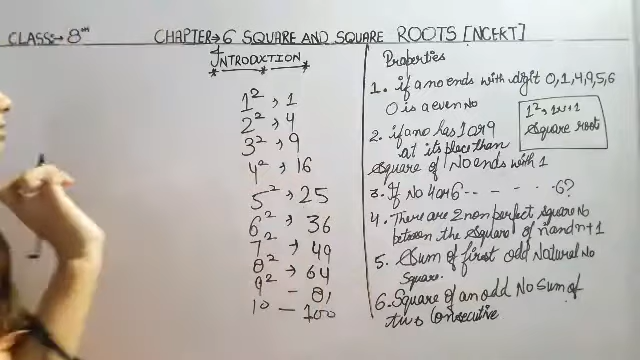 CLASS:- 8th
CHAPTER→ 6 SQUARE AND SQUARE ROOTS [NCERT]
INTRODUCTION
1² → 1
2² → 4
3² → 9
4² → 16
5² → 25
6² → 36
7² → 49
8² → 64
9² - 81
10 - 100
Properties
1. if a no ends with digit 0,1,4,9,5,6
0 is a even No
1² → 1x1
Square root
2. if a no has 1 or 9
at its place than
Square of No ends with 1
3. If No 4 or 6 - - - - - 6?
4. There are 2 non perfect square No
between the square of n and n+1
5. Sum of first odd Natural No
Square.
6. Square of an odd No Sum of
two Consecutive